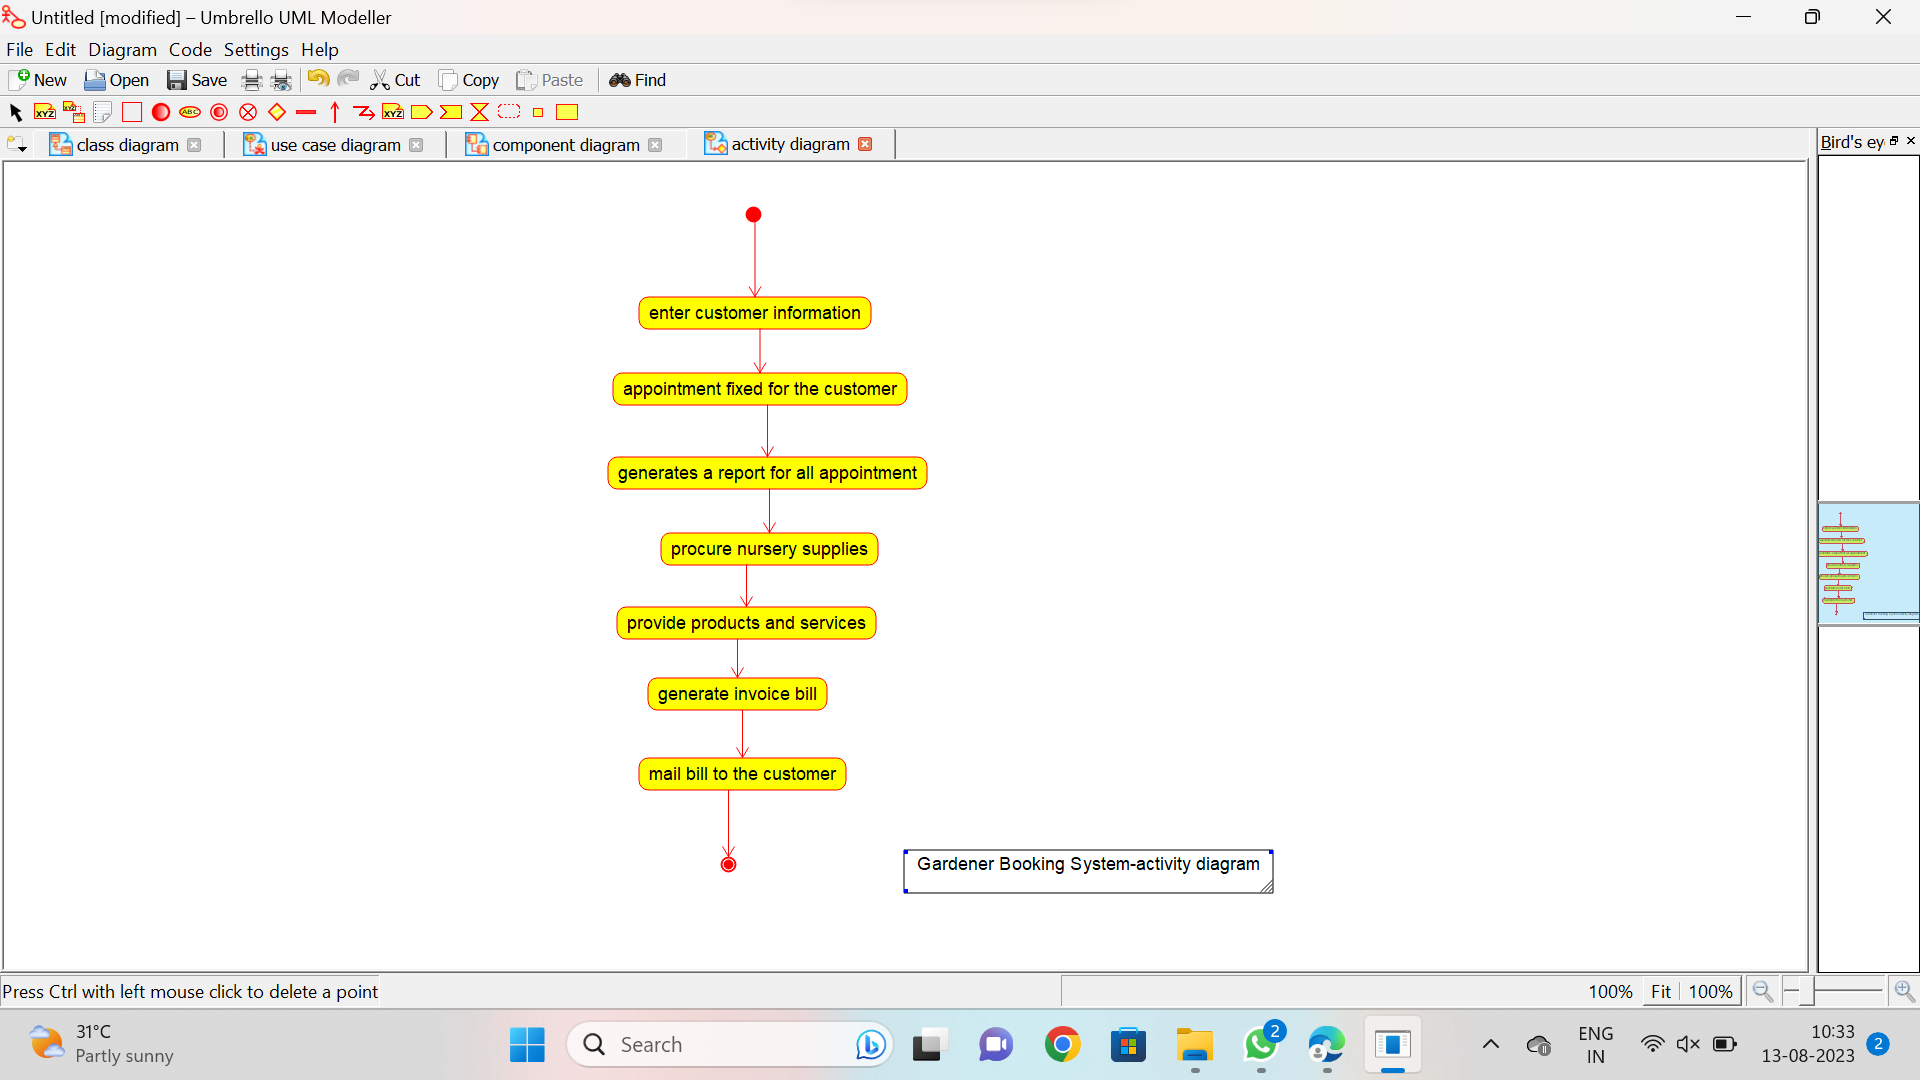 Untitled [modified] – Umbrello UML Modeller
File Edit Diagram Code Settings Help
New Open Save Cut Copy Paste Find
XYZ XYZ ABC XYZ
class diagram use case diagram component diagram activity diagram
Bird's ey
enter customer information
appointment fixed for the customer
generates a report for all appointment
procure nursery supplies
provide products and services
generate invoice bill
mail bill to the customer
Gardener Booking System-activity diagram
Press Ctrl with left mouse click to delete a point
100% Fit 100%
31°C
Partly sunny
Search
2
ENG
IN
10:33
13-08-2023
2